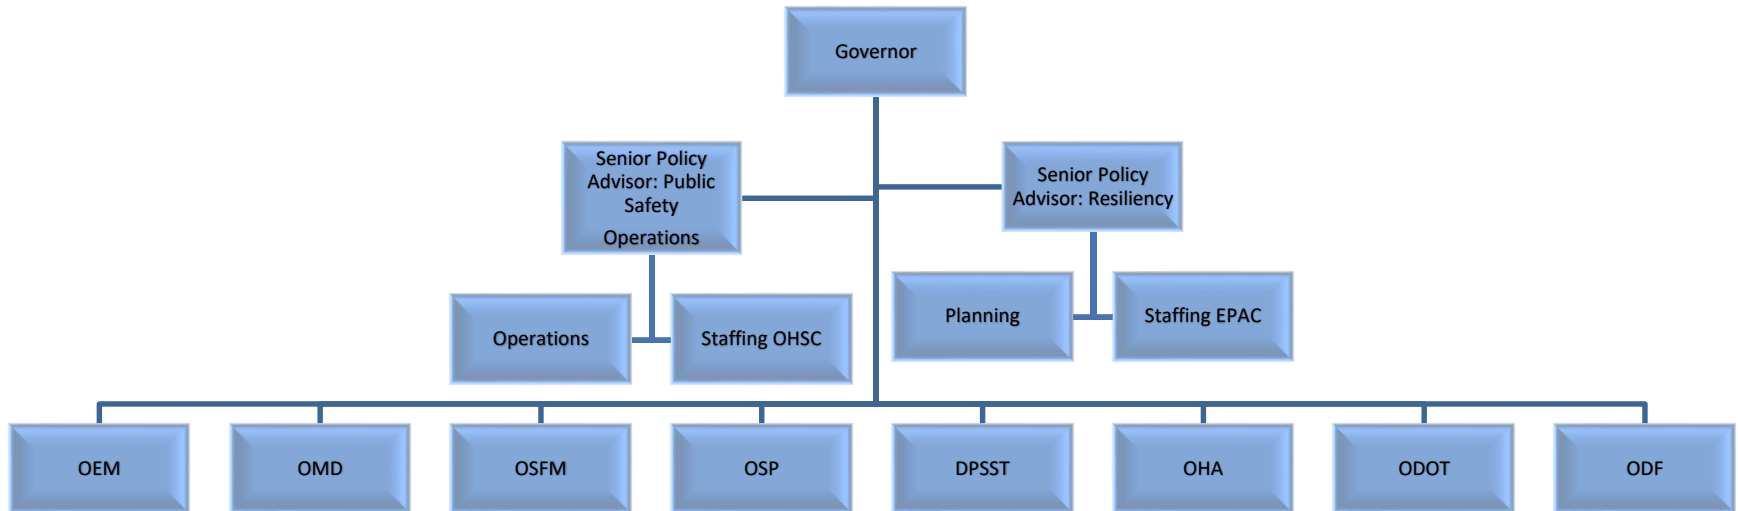 Governor
Senior Policy
Advisor: Public
Safety
Operations
Senior Policy
Advisor: Resiliency
Operations
Staffing OHSC
Planning
Staffing EPAC
OEM
OMD
OSFM
OSP
DPSST
OHA
ODOT
ODF